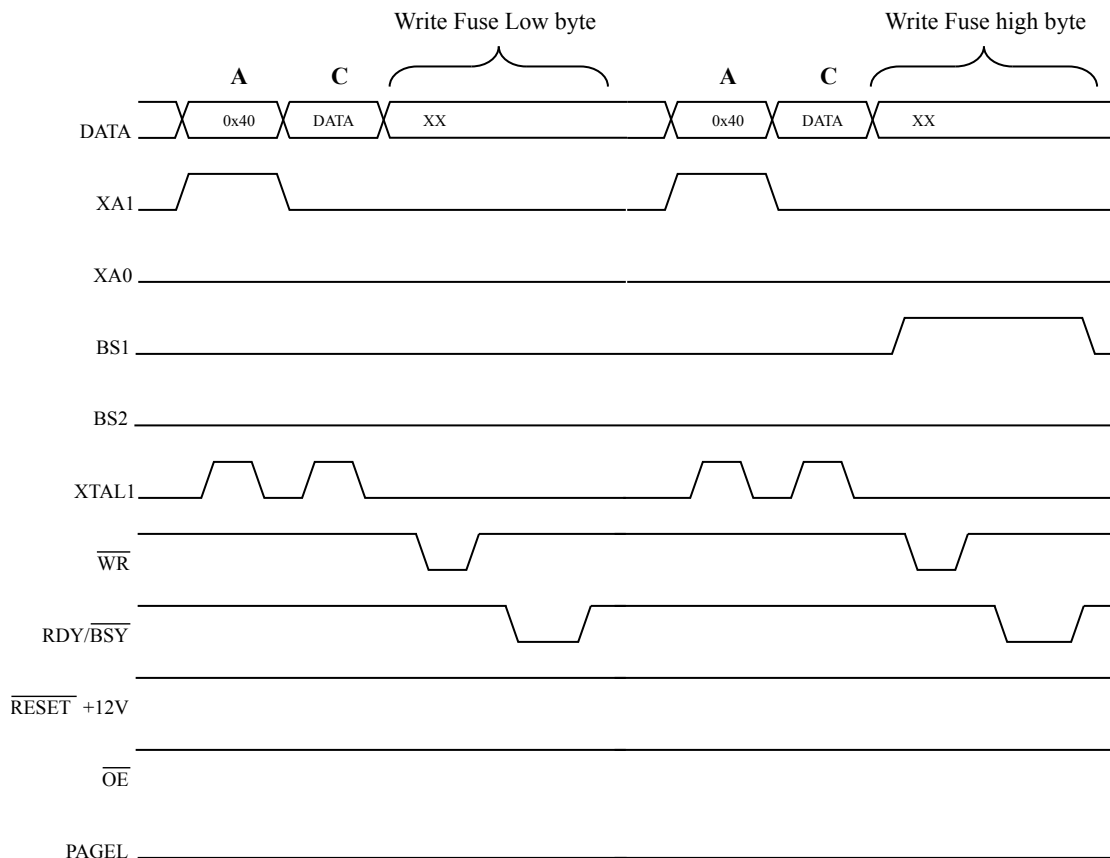 Write Fuse Low byte Write Fuse high byte
A C A C
DATA 0x40 DATA XX 0x40 DATA XX
XA1
XA0
BS1
BS2
XTAL1
WR
RDY/BSY
RESET +12V
OE
PAGEL